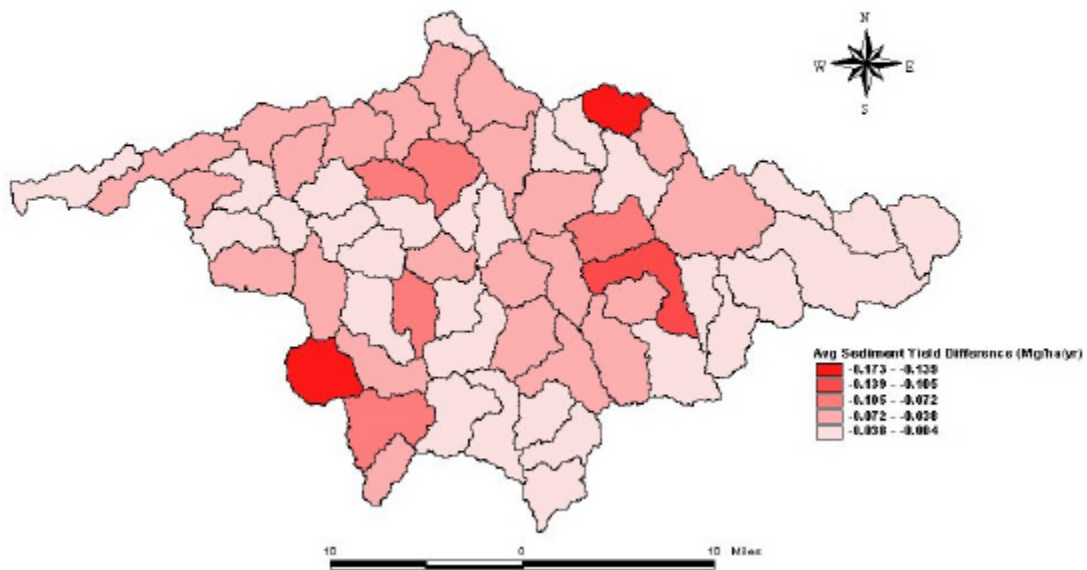 N
W E
S
Avg Sediment Yield Difference (Mg/ha/yr)
-0.173 - -0.139
-0.139 - -0.105
-0.105 - -0.072
-0.072 - -0.038
-0.038 - -0.004
10 0 10 Miles